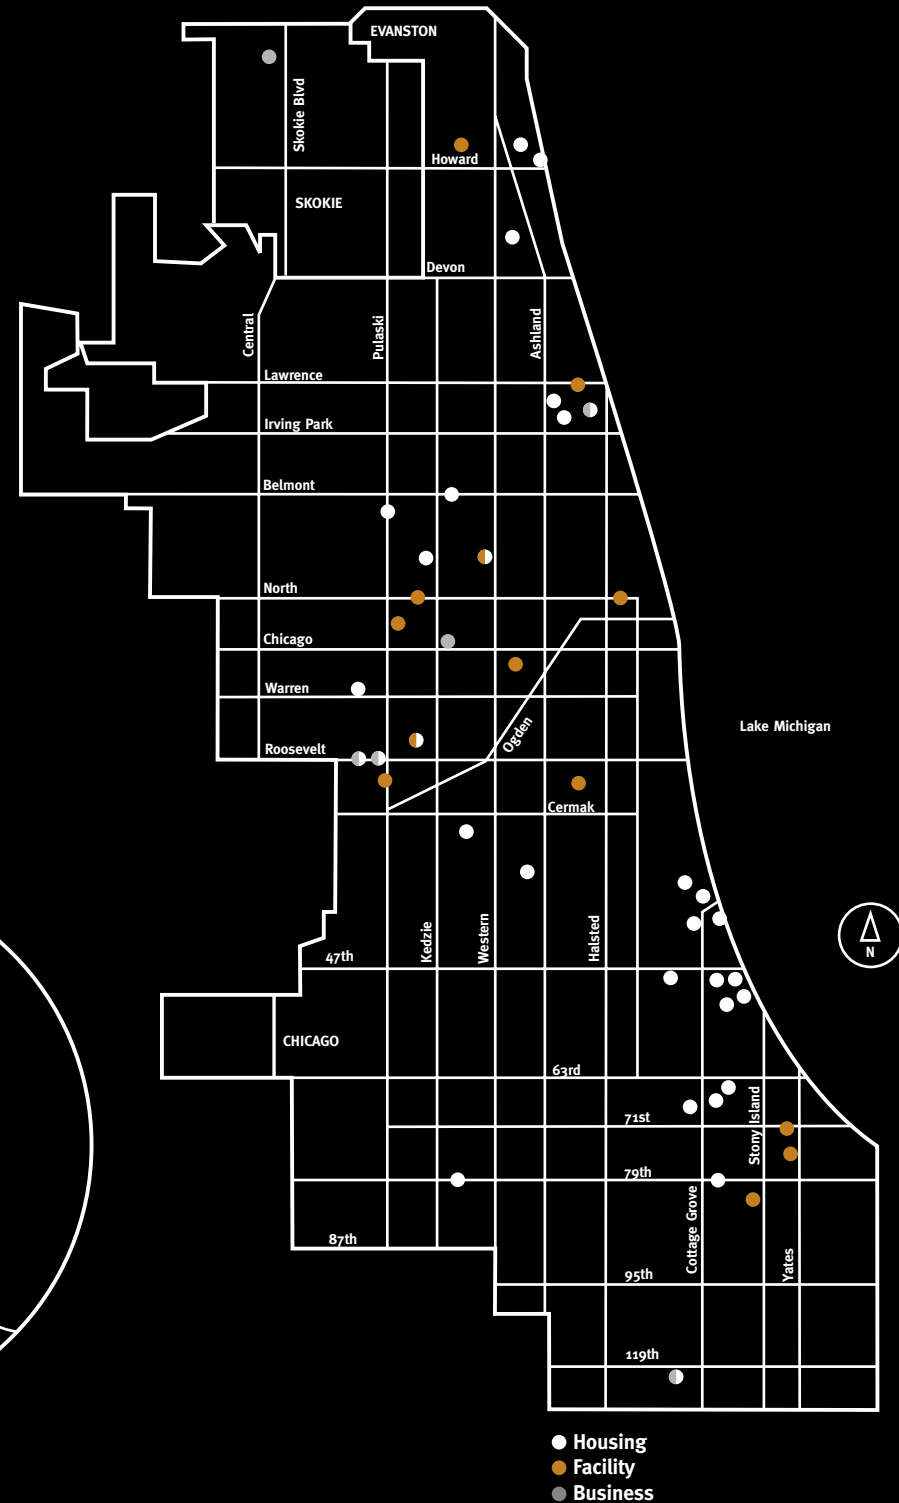 EVANSTON
Skokie Blvd
Howard
SKOKIE
Devon
Central
Pulaski
Ashland
Lawrence
Irving Park
Belmont
North
Chicago
Warren
Ogden
Lake Michigan
Roosevelt
Cermak
Kedzie
Western
Halsted
N
47th
CHICAGO
63rd
71st
Stony Island
79th
Cottage Grove
87th
Yates
95th
119th
Housing
Facility
Business